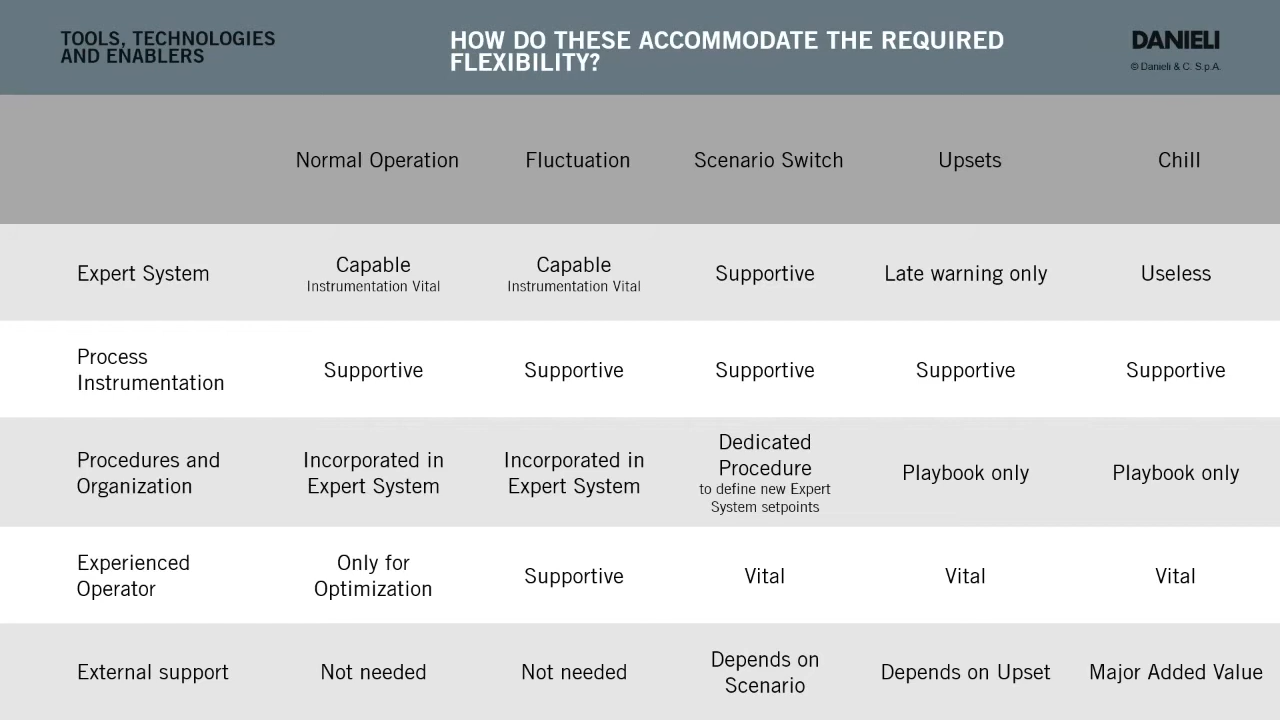 TOOLS, TECHNOLOGIES
AND ENABLERS
HOW DO THESE ACCOMMODATE THE REQUIRED
FLEXIBILITY?
DANIELI
© Danieli & C. S.p.A.
Normal Operation
Fluctuation
Scenario Switch
Upsets
Chill
Expert System
Capable
Instrumentation Vital
Capable
Instrumentation Vital
Supportive
Late warning only
Useless
Process
Instrumentation
Supportive
Supportive
Supportive
Supportive
Supportive
Procedures and
Organization
Incorporated in
Expert System
Incorporated in
Expert System
Dedicated
Procedure
to define new Expert
System setpoints
Playbook only
Playbook only
Experienced
Operator
Only for
Optimization
Supportive
Vital
Vital
Vital
External support
Not needed
Not needed
Depends on
Scenario
Depends on Upset
Major Added Value